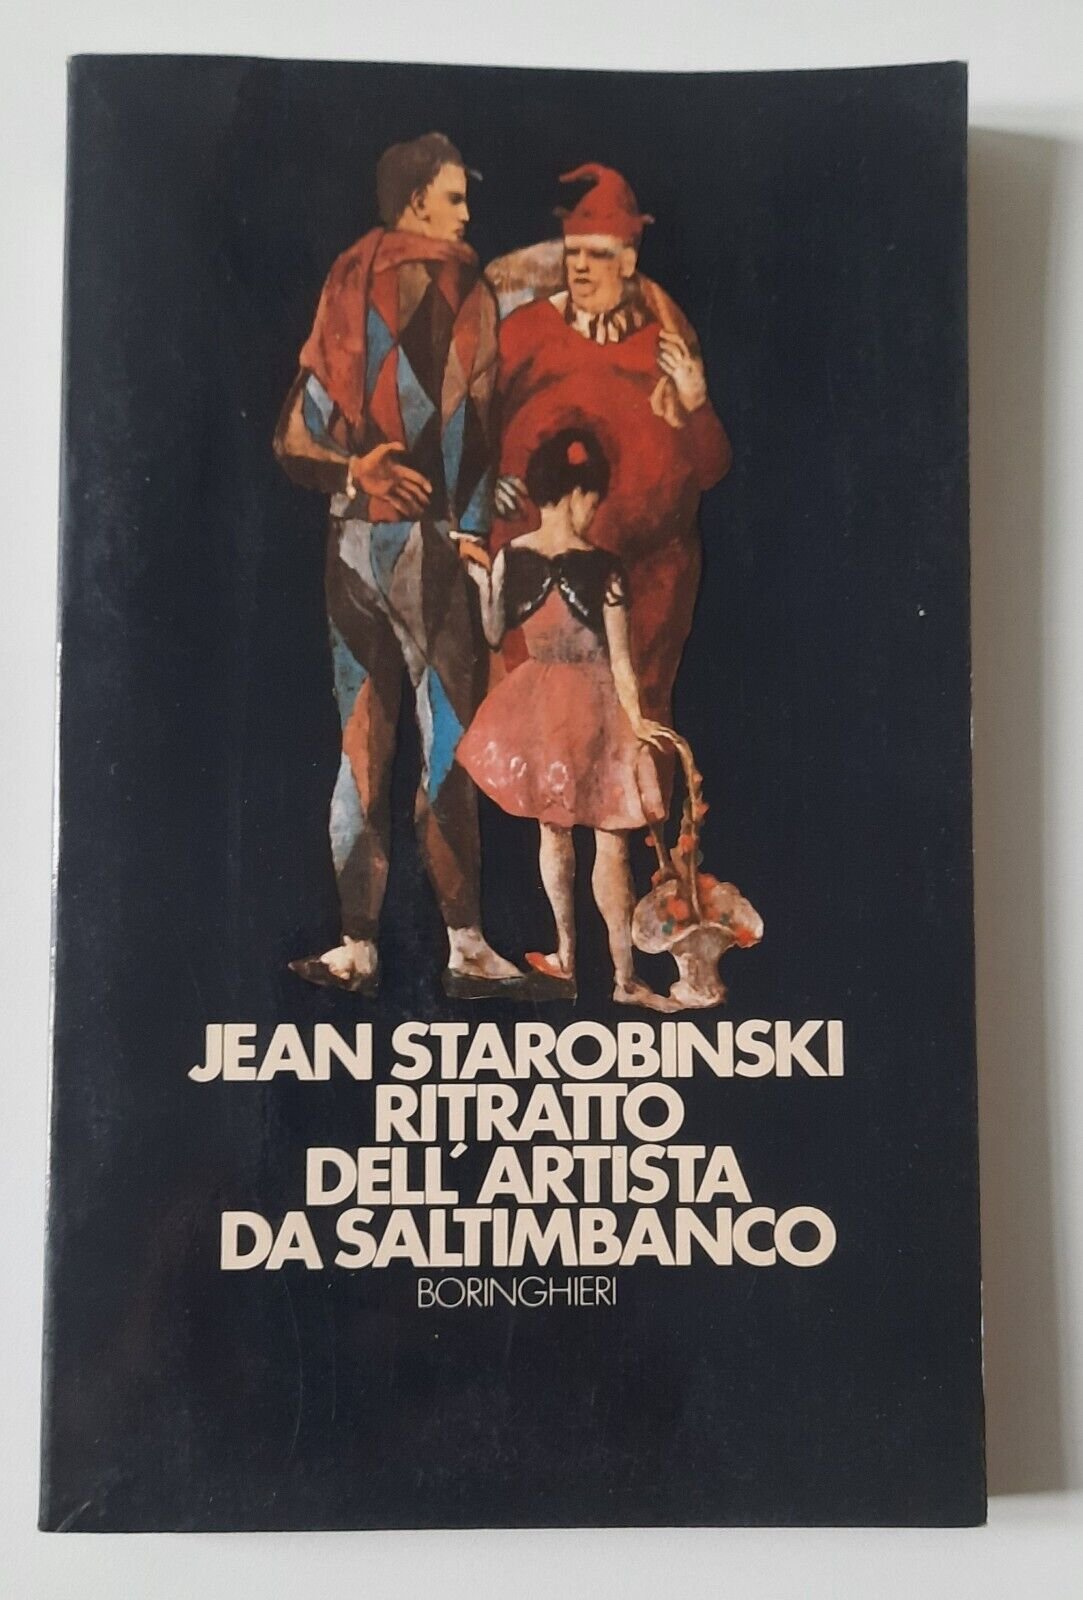 JEAN STAROBINSKI
RITRATTO
DELL'ARTISTA
DA SALTIMBANCO
BORINGHIERI